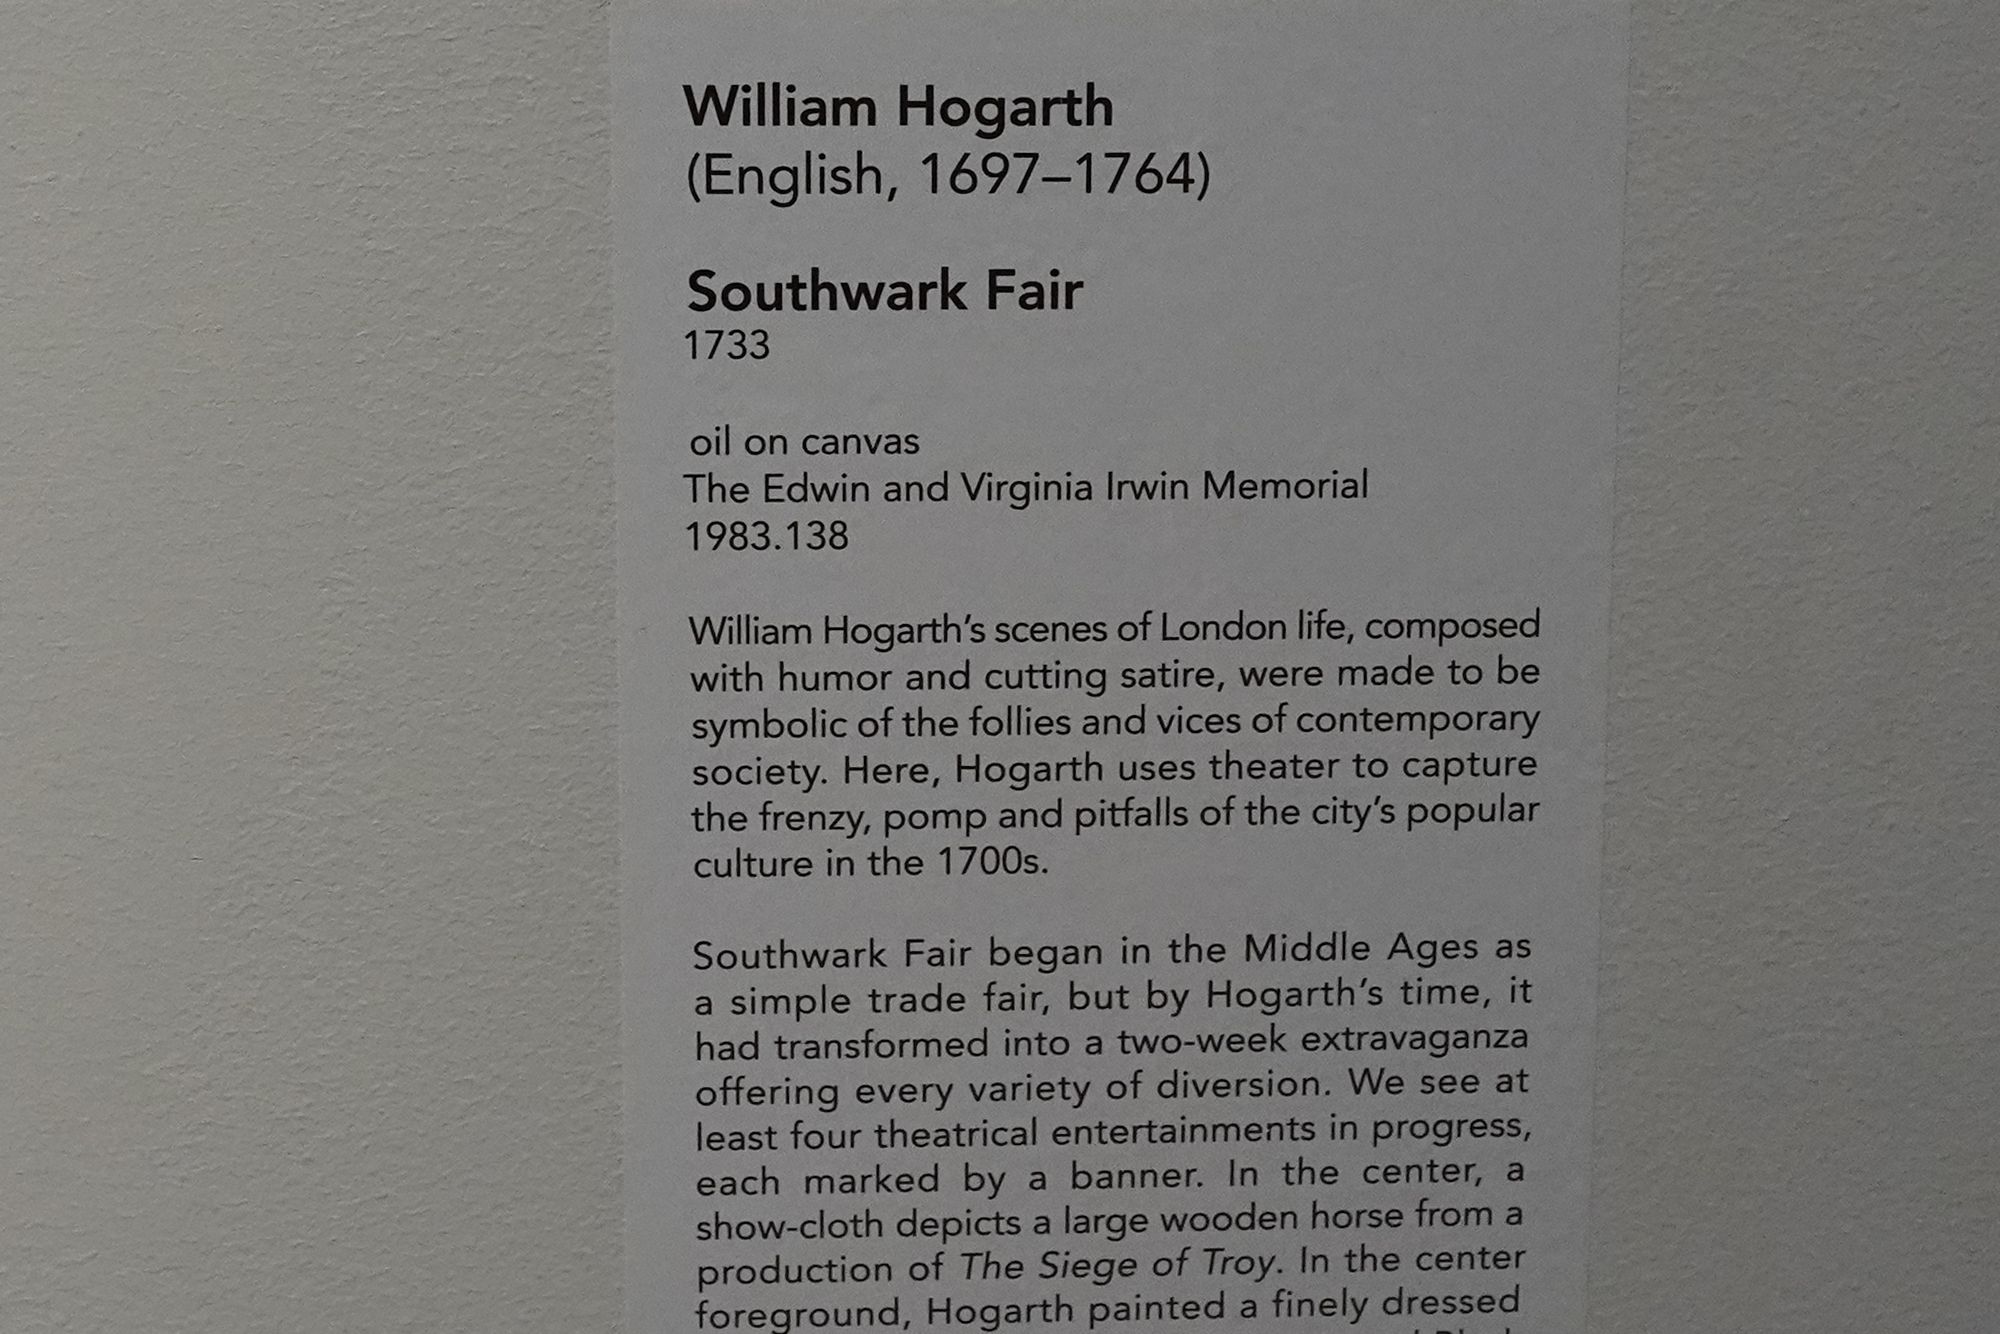 William Hogarth
(English, 1697–1764)
Southwark Fair
1733
oil on canvas
The Edwin and Virginia Irwin Memorial
1983.138
William Hogarth’s scenes of London life, composed
with humor and cutting satire, were made to be
symbolic of the follies and vices of contemporary
society. Here, Hogarth uses theater to capture
the frenzy, pomp and pitfalls of the city’s popular
culture in the 1700s.
Southwark Fair began in the Middle Ages as
a simple trade fair, but by Hogarth’s time, it
had transformed into a two-week extravaganza
offering every variety of diversion. We see at
least four theatrical entertainments in progress,
each marked by a banner. In the center, a
show-cloth depicts a large wooden horse from a
production of The Siege of Troy. In the center
foreground, Hogarth painted a finely dressed